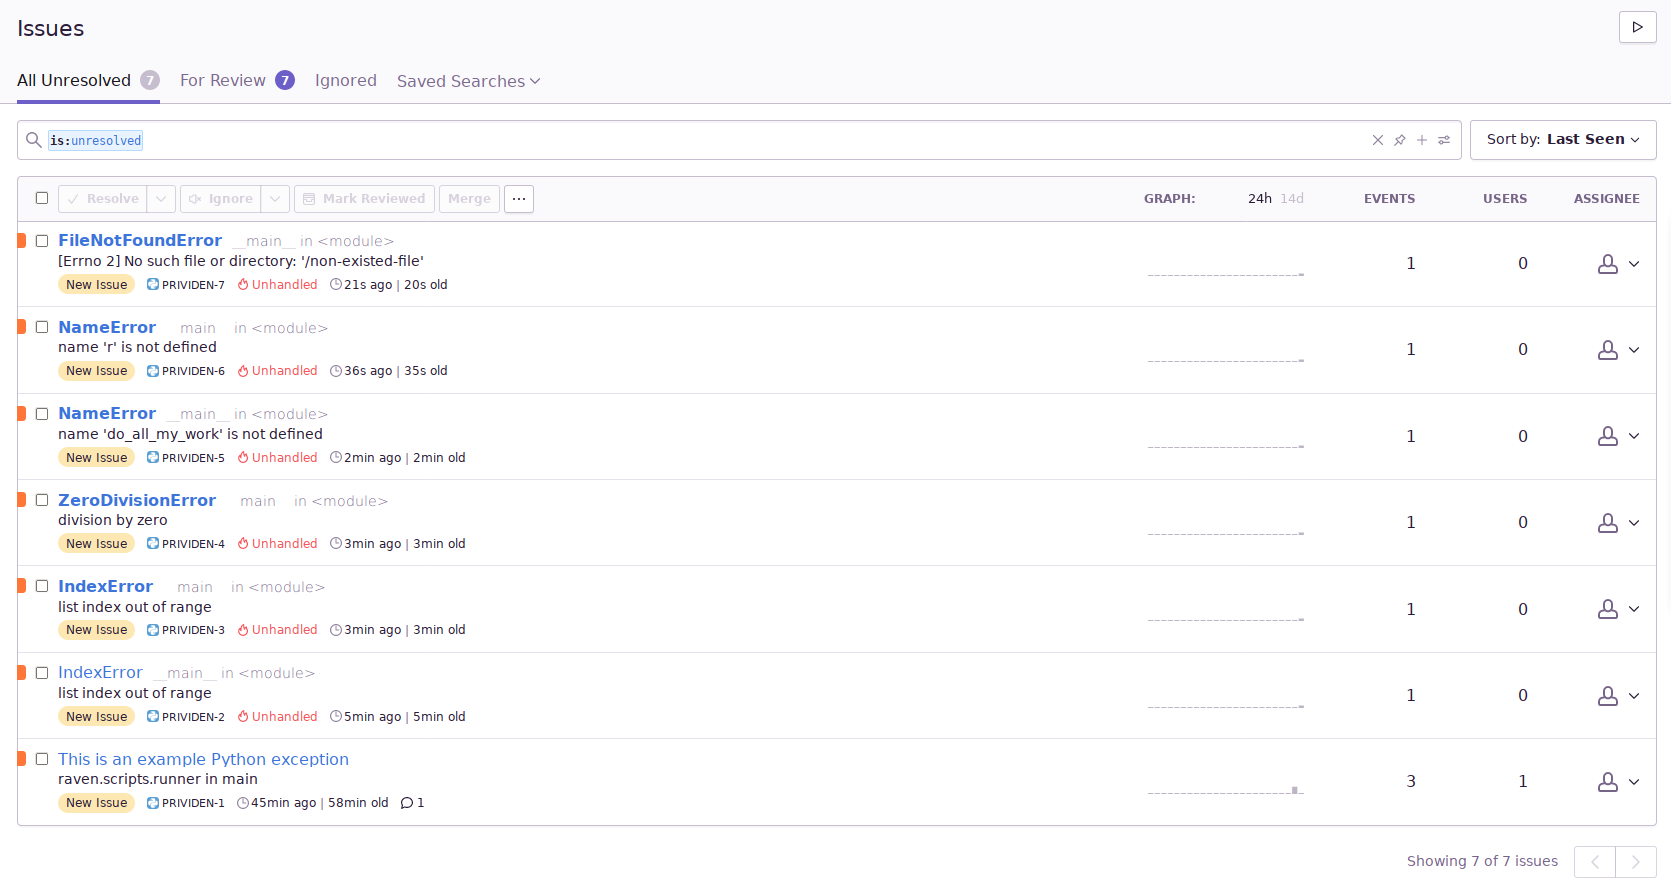 Issues
All Unresolved 7 For Review 7 Ignored Saved Searches
is:unresolved Sort by: Last Seen
Resolve Ignore Mark Reviewed Merge ... GRAPH: 24h 14d EVENTS USERS ASSIGNEE
FileNotFoundError __main__ in <module>
[Errno 2] No such file or directory: '/non-existed-file' 1 0
New Issue PRIVIDEN-7 Unhandled 21s ago | 20s old
NameError main in <module>
name 'r' is not defined 1 0
New Issue PRIVIDEN-6 Unhandled 36s ago | 35s old
NameError __main__ in <module>
name 'do_all_my_work' is not defined 1 0
New Issue PRIVIDEN-5 Unhandled 2min ago | 2min old
ZeroDivisionError main in <module>
division by zero 1 0
New Issue PRIVIDEN-4 Unhandled 3min ago | 3min old
IndexError main in <module>
list index out of range 1 0
New Issue PRIVIDEN-3 Unhandled 3min ago | 3min old
IndexError __main__ in <module>
list index out of range 1 0
New Issue PRIVIDEN-2 Unhandled 5min ago | 5min old
This is an example Python exception
raven.scripts.runner in main 3 1
New Issue PRIVIDEN-1 45min ago | 58min old 1
Showing 7 of 7 issues